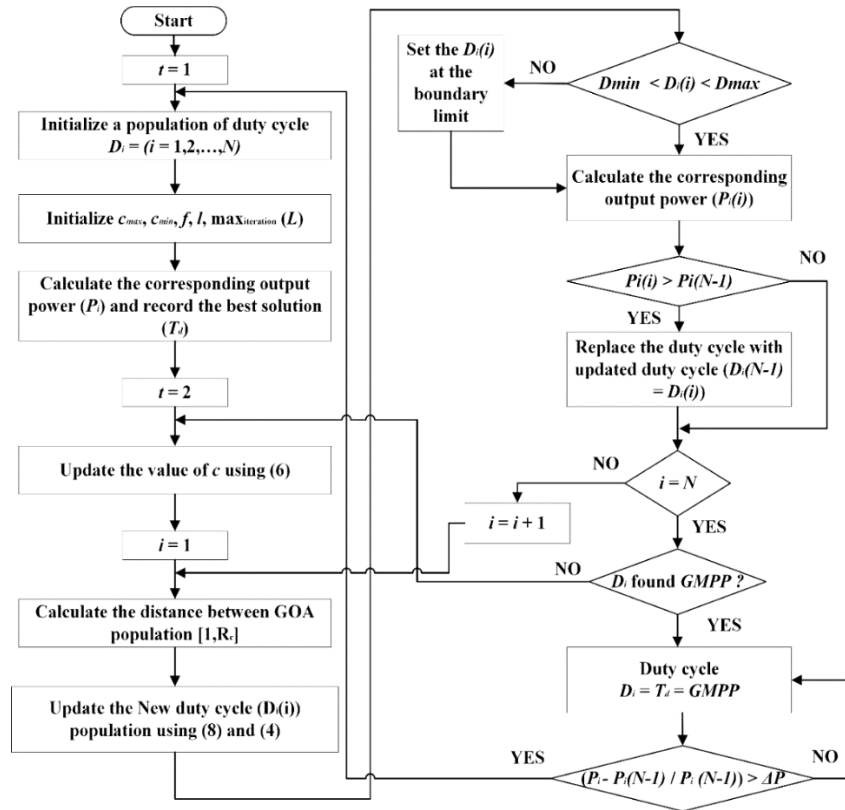 Start
t = 1
Initialize a population of duty cycle
Di = (i = 1,2,…,N)
Initialize cmax, cmin, f, l, maxiteration (L)
Calculate the corresponding output
power (Pi) and record the best solution
(Td)
t = 2
Update the value of c using (6)
i = 1
Calculate the distance between GOA
population [1,Rc]
Update the New duty cycle (Di(i))
population using (8) and (4)
Dmin < Di(i) < Dmax
NO
Set the Di(i)
at the
boundary
limit
YES
Calculate the corresponding
output power (Pi(i))
Pi(i) > Pi(N-1)
NO
YES
Replace the duty cycle with
updated duty cycle (Di(N-1)
= Di(i))
i = N
NO
i = i + 1
YES
Di found GMPP ?
NO
YES
Duty cycle
Di = Td = GMPP
(Pi - Pi(N-1) / Pi (N-1)) > ΔP
YES
NO